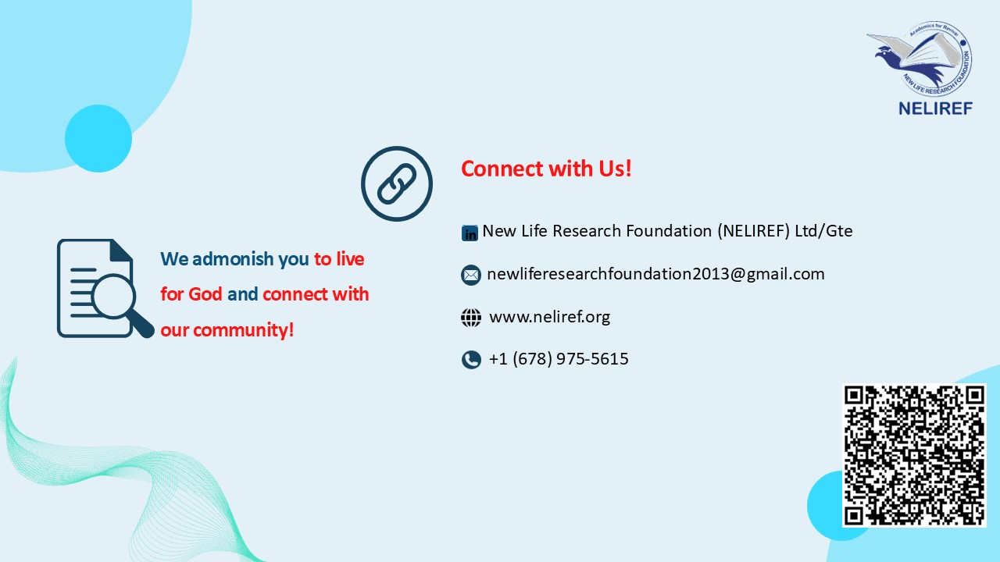 Academics for Revival
NEW LIFE RESEARCH FOUNDATION
NELIREF
Connect with Us!
in New Life Research Foundation (NELIREF) Ltd/Gte
newliferesearchfoundation2013@gmail.com
www.neliref.org
+1 (678) 975-5615
We admonish you to live
for God and connect with
our community!